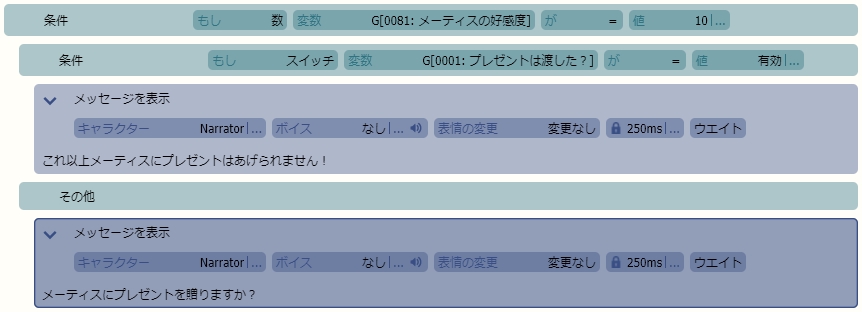 条件 もし 数 変数 G[0081: メーティスの好感度] が = 値 10|...
条件 もし スイッチ 変数 G[0001: プレゼントは渡した？] が = 値 有効|...
メッセージを表示
キャラクター Narrator|... ボイス なし|... 表情の変更 変更なし 250ms|... ウエイト
これ以上メーティスにプレゼントはあげられません！
その他
メッセージを表示
キャラクター Narrator|... ボイス なし|... 表情の変更 変更なし 250ms|... ウエイト
メーティスにプレゼントを贈りますか？